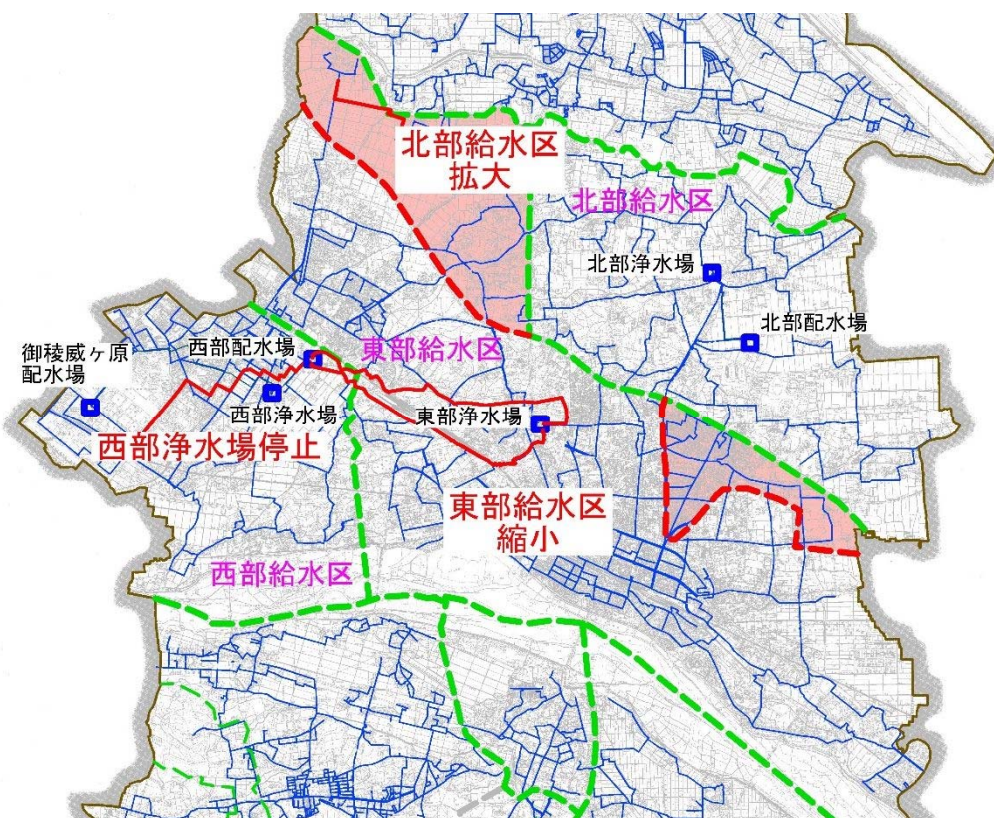 北部給水区
拡大
北部給水区
北部浄水場
北部配水場
御稜威ヶ原
配水場
西部配水場
東部給水区
西部浄水場
東部浄水場
西部浄水場停止
東部給水区
縮小
西部給水区